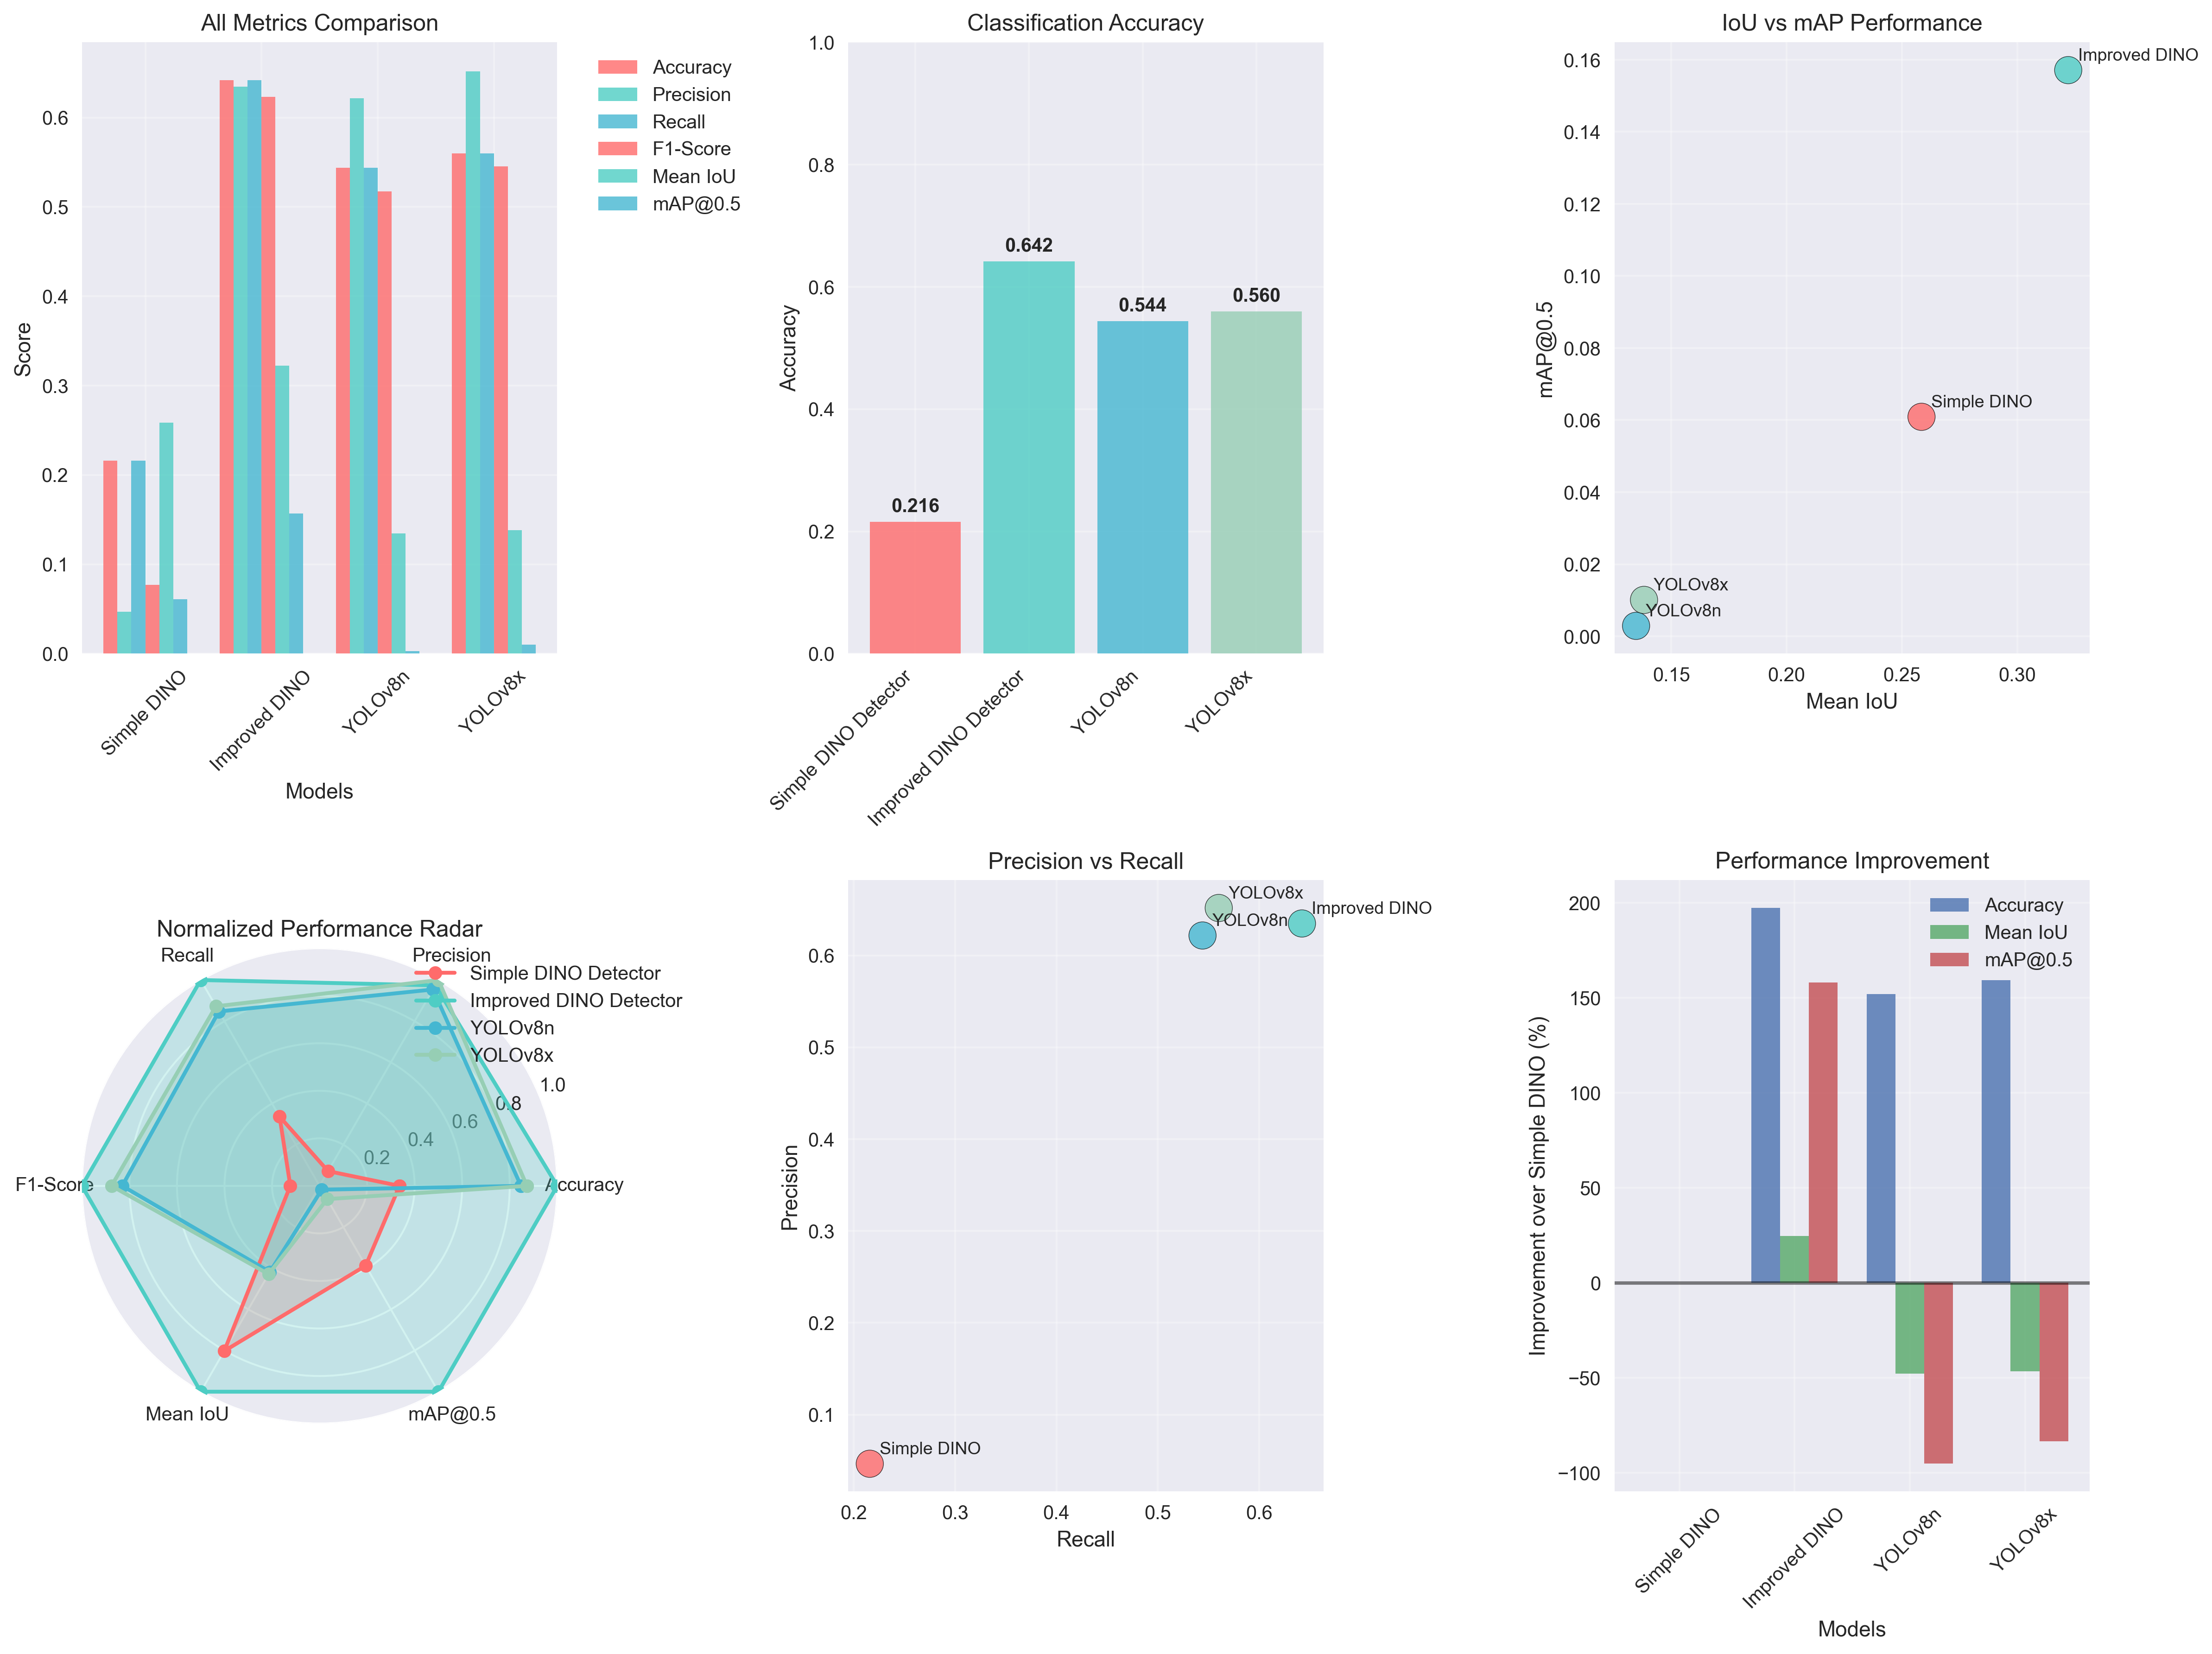 All Metrics Comparison
Score
0.6
0.5
0.4
0.3
0.2
0.1
0.0
Simple DINO
Improved DINO
YOLOv8n
YOLOv8x
Models
Accuracy
Precision
Recall
F1-Score
Mean IoU
mAP@0.5
Classification Accuracy
Accuracy
1.0
0.8
0.6
0.4
0.2
0.0
0.216
0.642
0.544
0.560
Simple DINO Detector
Improved DINO Detector
YOLOv8n
YOLOv8x
IoU vs mAP Performance
mAP@0.5
0.16
0.14
0.12
0.10
0.08
0.06
0.04
0.02
0.00
Improved DINO
Simple DINO
YOLOv8x
YOLOv8n
0.15
0.20
0.25
0.30
Mean IoU
Normalized Performance Radar
Recall
Precision
F1-Score
Accuracy
Mean IoU
mAP@0.5
0.2
0.4
0.6
0.8
1.0
Simple DINO Detector
Improved DINO Detector
YOLOv8n
YOLOv8x
Precision vs Recall
Precision
0.6
0.5
0.4
0.3
0.2
0.1
YOLOv8x
Improved DINO
YOLOv8n
Simple DINO
0.2
0.3
0.4
0.5
0.6
Recall
Performance Improvement
Improvement over Simple DINO (%)
200
150
100
50
0
−50
−100
Accuracy
Mean IoU
mAP@0.5
Simple DINO
Improved DINO
YOLOv8n
YOLOv8x
Models